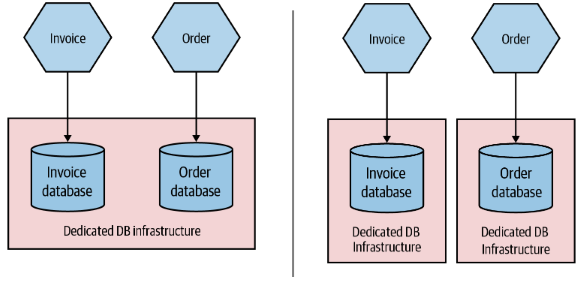 Invoice
Order
Invoice
database
Order
database
Dedicated DB infrastructure
Invoice
Order
Invoice
database
Order
database
Dedicated DB
Infrastructure
Dedicated DB
Infrastructure